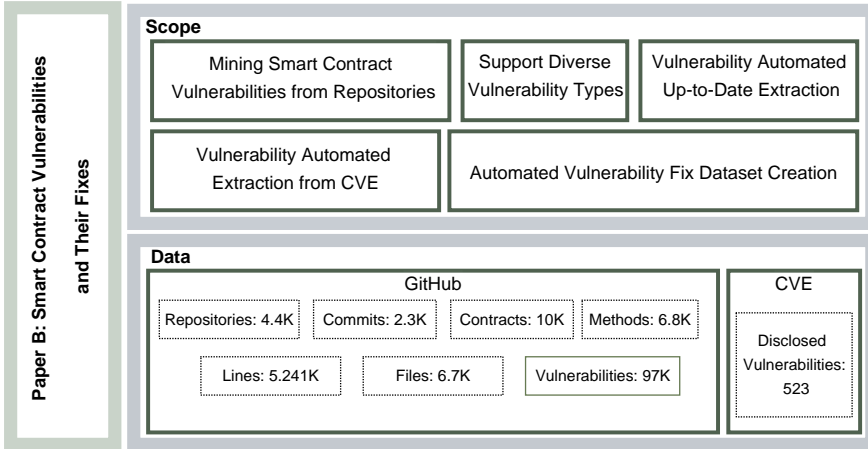 Paper B: Smart Contract Vulnerabilities
and Their Fixes
Scope
Mining Smart Contract
Vulnerabilities from Repositories
Support Diverse
Vulnerability Types
Vulnerability Automated
Up-to-Date Extraction
Vulnerability Automated
Extraction from CVE
Automated Vulnerability Fix Dataset Creation
Data
GitHub
Repositories: 4.4K
Commits: 2.3K
Contracts: 10K
Methods: 6.8K
Lines: 5.241K
Files: 6.7K
Vulnerabilities: 97K
CVE
Disclosed
Vulnerabilities:
523